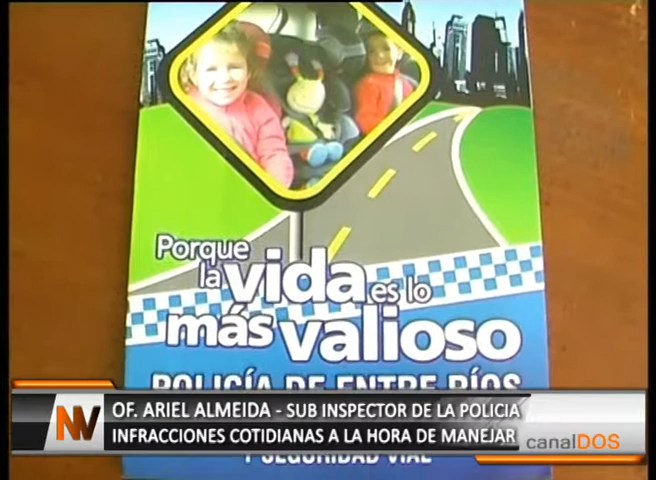 Porque
la vida es lo
más valioso
POLICÍA DE ENTRE RÍOS
NV
OF. ARIEL ALMEIDA - SUB INSPECTOR DE LA POLICIA
INFRACCIONES COTIDIANAS A LA HORA DE MANEJAR
canalDOS
Y SEGURIDAD VIAL